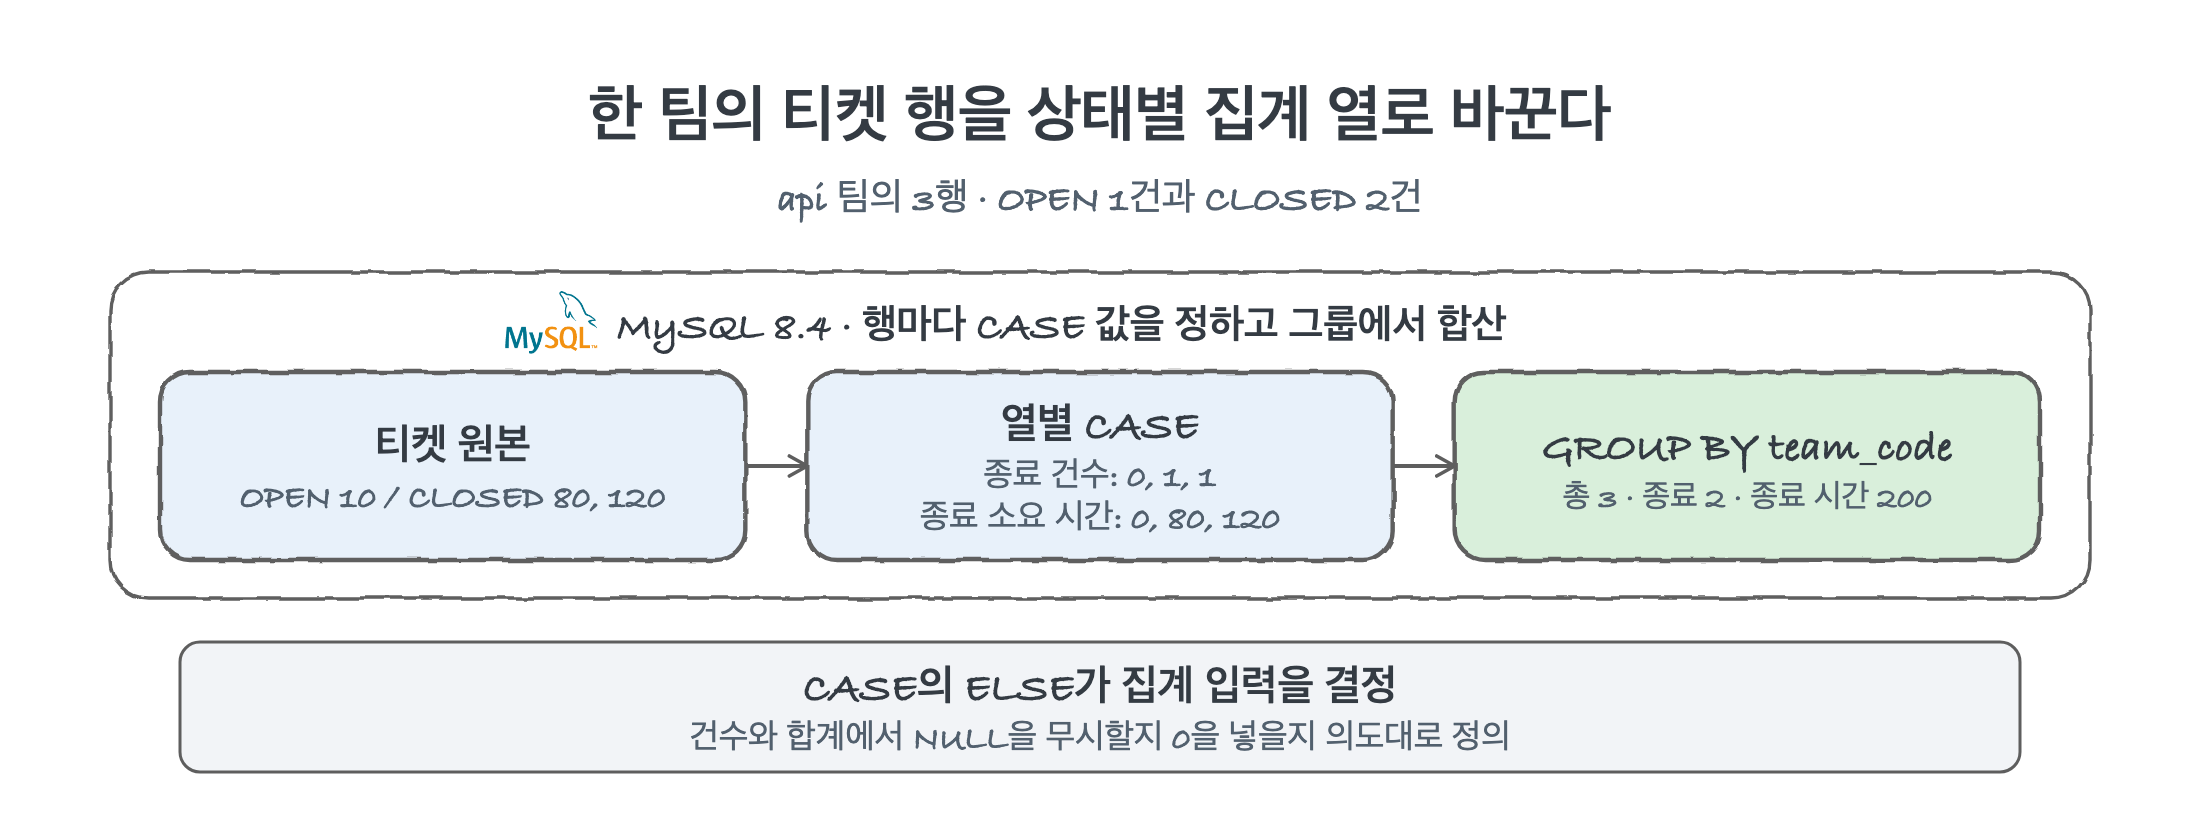 한 팀의 티켓 행을 상태별 집계 열로 바꾼다
api 팀의 3행 · OPEN 1건과 CLOSED 2건
MySQL™ MySQL 8.4 · 행마다 CASE 값을 정하고 그룹에서 합산
티켓 원본
OPEN 10 / CLOSED 80, 120
열별 CASE
종료 건수: 0, 1, 1
종료 소요 시간: 0, 80, 120
GROUP BY team_code
총 3 · 종료 2 · 종료 시간 200
CASE의 ELSE가 집계 입력을 결정
건수와 합계에서 NULL을 무시할지 0을 넣을지 의도대로 정의